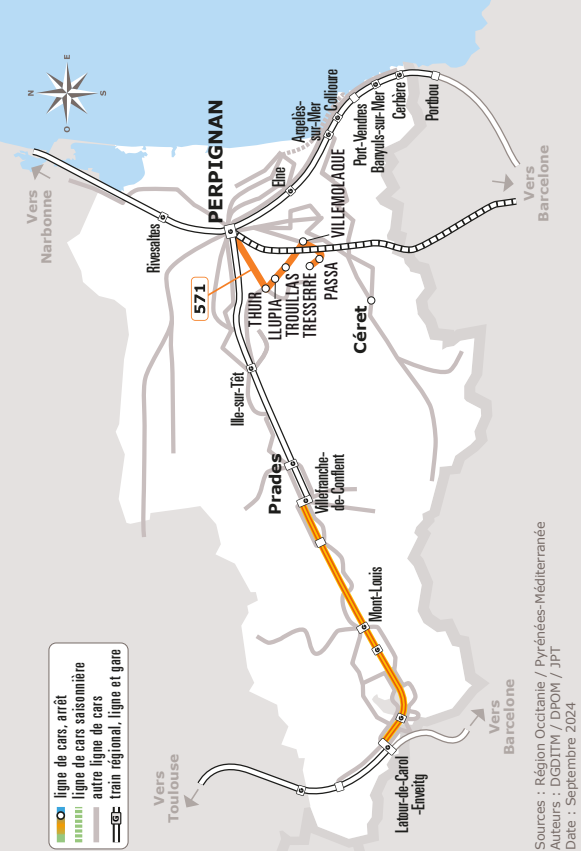 ligne de cars, arrêt
ligne de cars saisonnière
autre ligne de cars
train régional, ligne et gare
G
N
E
S
O
Vers
Narbonne
Rivesaltes
PERPIGNAN
571
Elne
Argelès-
sur-Mer
Collioure
Port-Vendres
Banyuls-sur-Mer
Cerbère
Portbou
Vers
Barcelone
THUIR
LLUPIA
TROUILLAS
TRESSERRE
PASSA
VILLEMOLAQUE
Céret
Ille-sur-Têt
Prades
Villefranche-
de-Conflent
Mont-Louis
Latour-de-Carol
-Enveitg
Vers
Toulouse
Vers
Barcelone
Sources : Région Occitanie / Pyrénées-Méditerranée
Auteurs : DGDITM / DPOM / JPT
Date : Septembre 2024